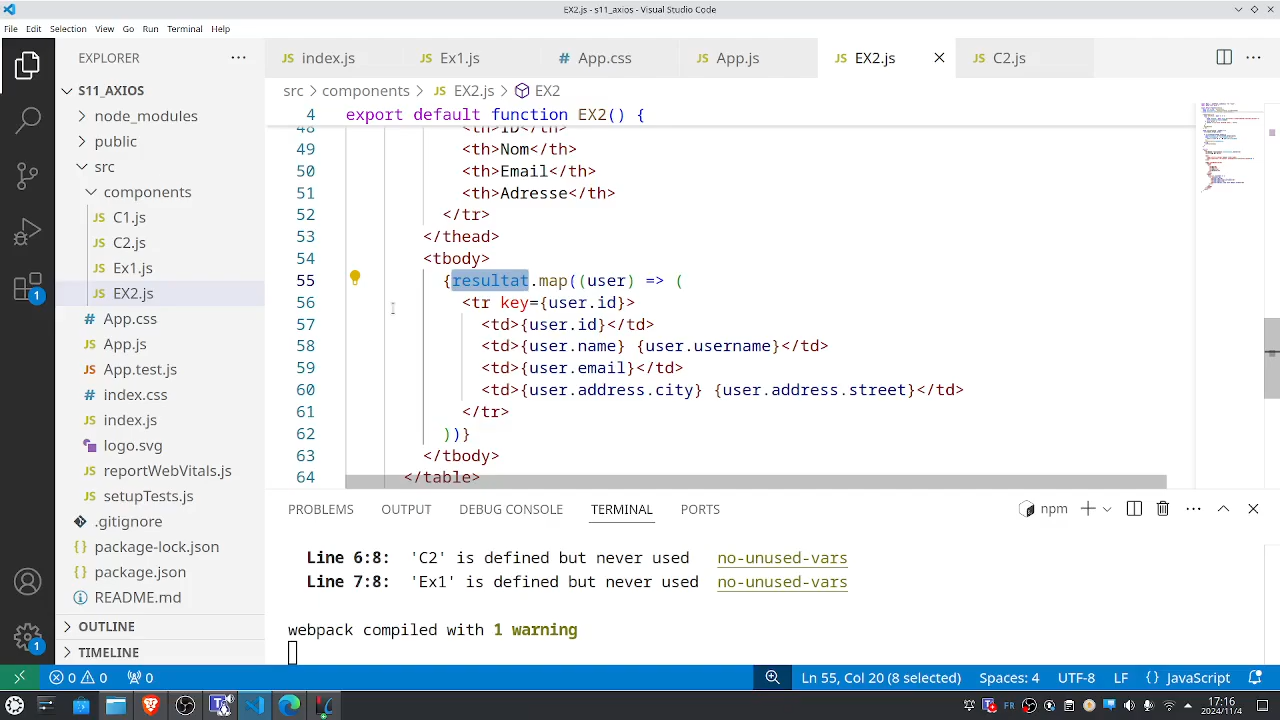 EX2.js - s11_axios - Visual Studio Code
File Edit Selection View Go Run Terminal Help
EXPLORER
JS index.js
JS Ex1.js
# App.css
JS App.js
JS EX2.js
JS C2.js
S11_AXIOS
node_modules
public
src
components
JS C1.js
JS C2.js
JS Ex1.js
JS EX2.js
# App.css
JS App.js
JS App.test.js
# index.css
JS index.js
logo.svg
JS reportWebVitals.js
JS setupTests.js
.gitignore
{} package-lock.json
{} package.json
README.md
OUTLINE
TIMELINE
1
1
src > components > JS EX2.js > EX2
4 export default function EX2() {
48 <th>ID</th>
49 <th>Nom</th>
50 <th>Email</th>
51 <th>Adresse</th>
52 </tr>
53 </thead>
54 <tbody>
55 {resultat.map((user) => (
56 <tr key={user.id}>
57 <td>{user.id}</td>
58 <td>{user.name} {user.username}</td>
59 <td>{user.email}</td>
60 <td>{user.address.city} {user.address.street}</td>
61 </tr>
62 ))}
63 </tbody>
64 </table>
PROBLEMS OUTPUT DEBUG CONSOLE TERMINAL PORTS
npm
Line 6:8: 'C2' is defined but never used no-unused-vars
Line 7:8: 'Ex1' is defined but never used no-unused-vars
webpack compiled with 1 warning
0 0 0
Ln 55, Col 20 (8 selected) Spaces: 4 UTF-8 LF {} JavaScript
FR
17:16
2024/11/4